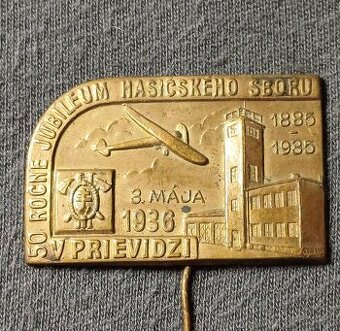 50 ROČNÉ JUBILEUM HASIČSKÉHO SBORU
1885
-
1935
3. MÁJA
1936
V PRIEVIDZI